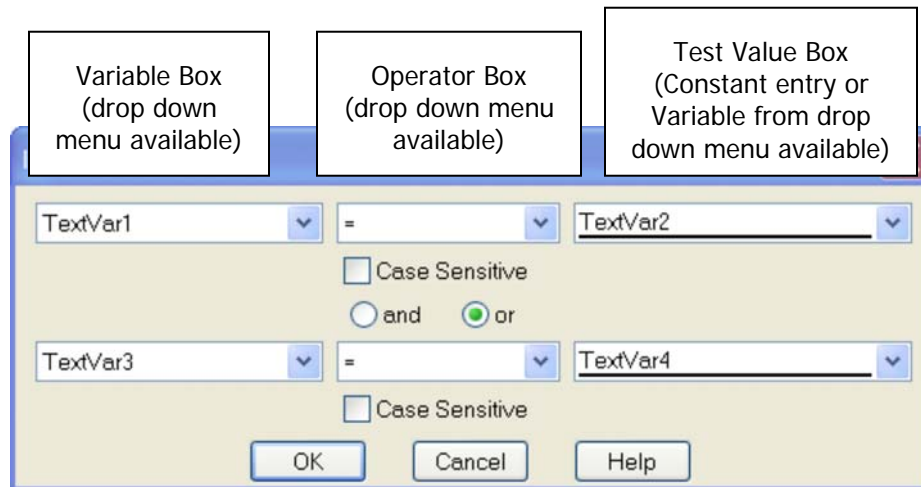 Variable Box
(drop down
menu available)
Operator Box
(drop down menu
available)
Test Value Box
(Constant entry or
Variable from drop
down menu available)
TextVar1 = TextVar2
Case Sensitive
and or
TextVar3 = TextVar4
Case Sensitive
OK Cancel Help